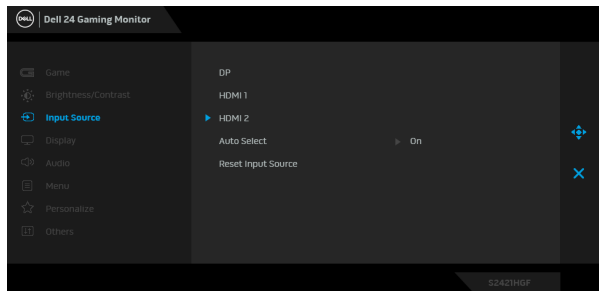 DELL
Dell 24 Gaming Monitor
Game
Brightness/Contrast
Input Source
Display
Audio
Menu
Personalize
Others
DP
HDMI 1
HDMI 2
Auto Select On
Reset Input Source
S2421HGF